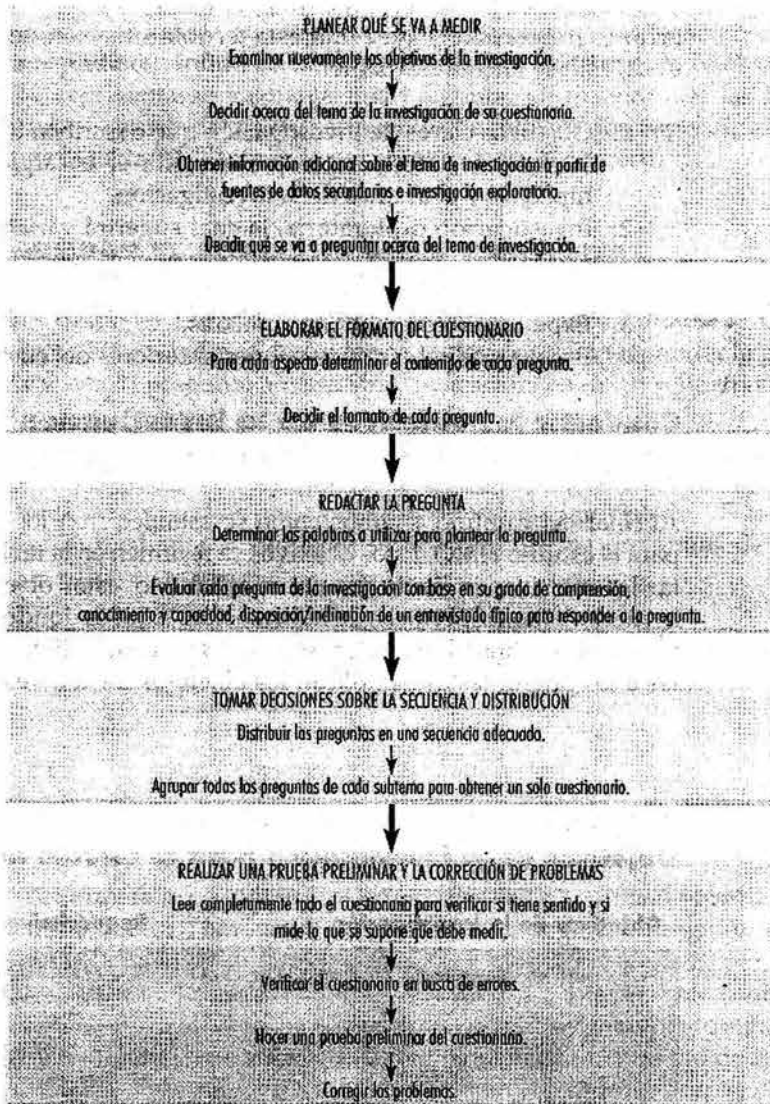 PLANEAR QUÉ SE VA A MEDIR
Examinar nuevamente los objetivos de la investigación.
Decidir acerca del tema de la investigación de su cuestionario.
Obtener información adicional sobre el tema de investigación a partir de
fuentes de datos secundarios e investigación exploratoria.
Decidir qué se va a preguntar acerca del tema de investigación.
ELABORAR EL FORMATO DEL CUESTIONARIO
Para cada aspecto determinar el contenido de cada pregunta.
Decidir el formato de cada pregunta.
REDACTAR LA PREGUNTA
Determinar las palabras a utilizar para plantear la pregunta.
Evaluar cada pregunta de la investigación con base en su grado de comprensión,
conocimiento y capacidad, disposición/inclinación de un entrevistado típico para responder a la pregunta.
TOMAR DECISIONES SOBRE LA SECUENCIA Y DISTRIBUCIÓN
Distribuir las preguntas en una secuencia adecuada.
Agrupar todas las preguntas de cada subtema para obtener un solo cuestionario.
REALIZAR UNA PRUEBA PRELIMINAR Y LA CORRECCIÓN DE PROBLEMAS
Leer completamente todo el cuestionario para verificar si tiene sentido y si
mide lo que se supone que debe medir.
Verificar el cuestionario en busca de errores.
Hacer una prueba preliminar del cuestionario.
Corregir los problemas.